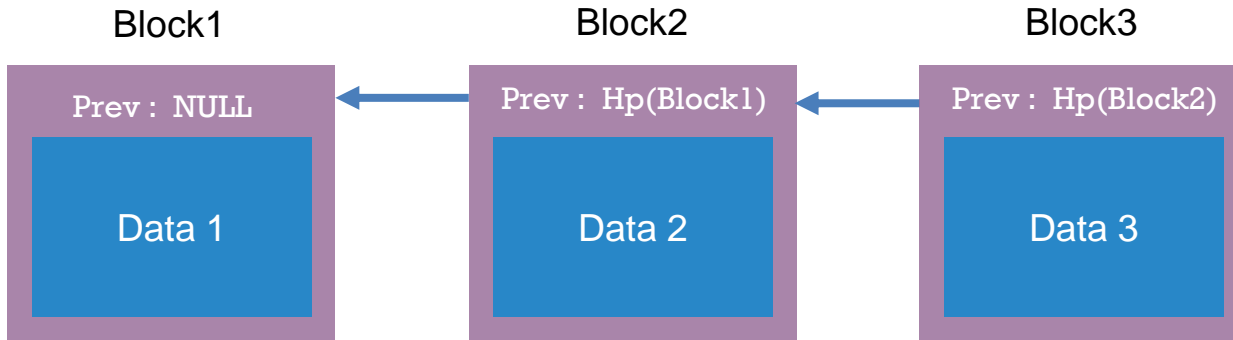 Block1
Block2
Block3
Prev : NULL
Prev : Hp(Block1)
Prev : Hp(Block2)
Data 1
Data 2
Data 3